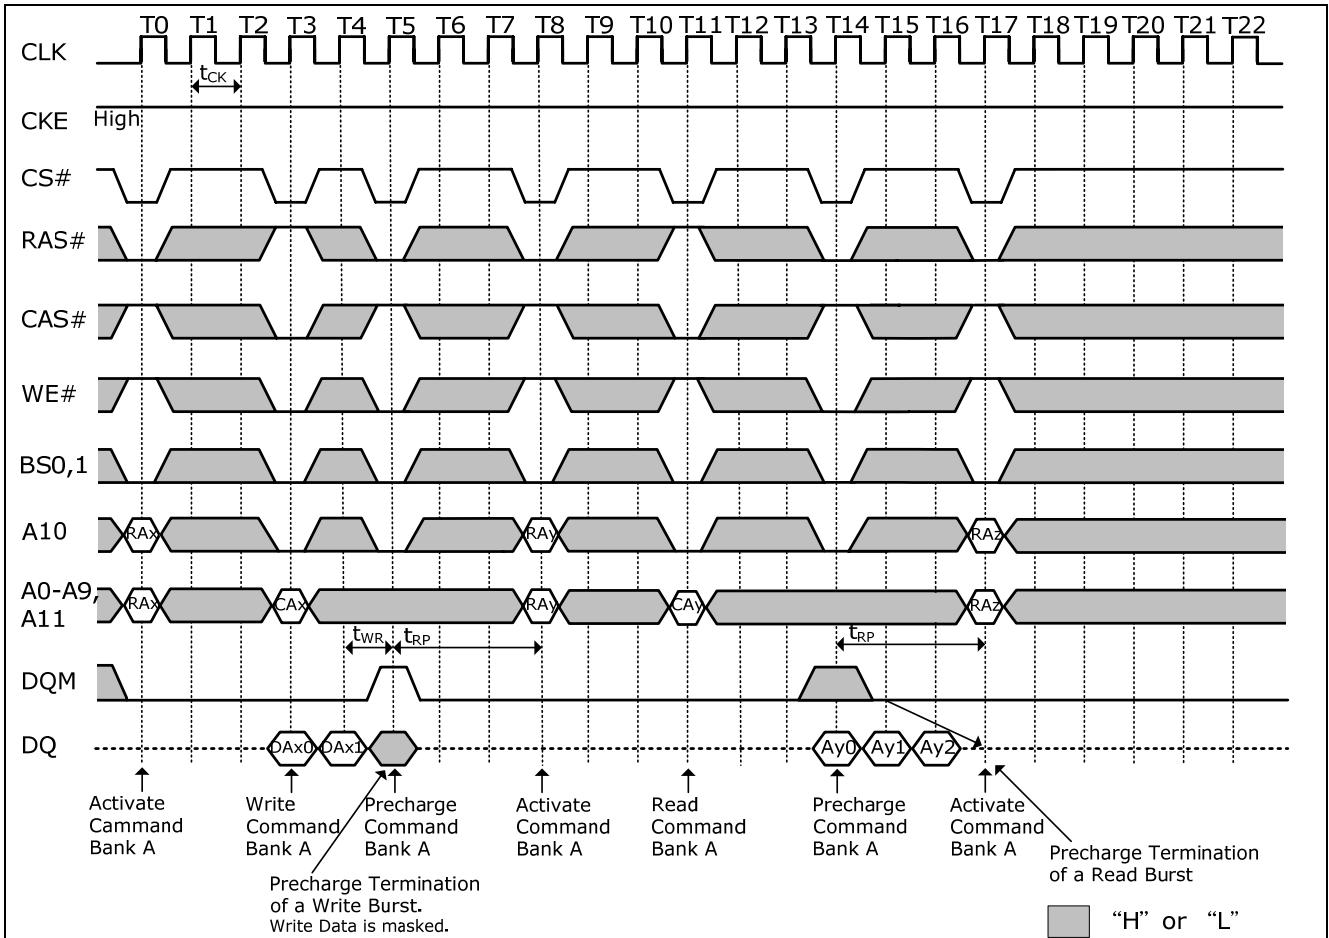 T0 T1 T2 T3 T4 T5 T6 T7 T8 T9 T10 T11 T12 T13 T14 T15 T16 T17 T18 T19 T20 T21 T22
CLK
tCK
CKE High
CS#
RAS#
CAS#
WE#
BS0,1
A10 RAx RAy RAz
A0-A9,
A11
RAx CAx RAy CAy RAz
tWR tRP tRP
DQM
DQ DAx0 DAx1 Ay0 Ay1 Ay2
Activate
Cammand
Bank A
Write
Command
Bank A
Precharge
Command
Bank A
Activate
Command
Bank A
Read
Command
Bank A
Precharge
Command
Bank A
Activate
Command
Bank A
Precharge Termination
of a Write Burst.
Write Data is masked.
Precharge Termination
of a Read Burst
“H” or “L”